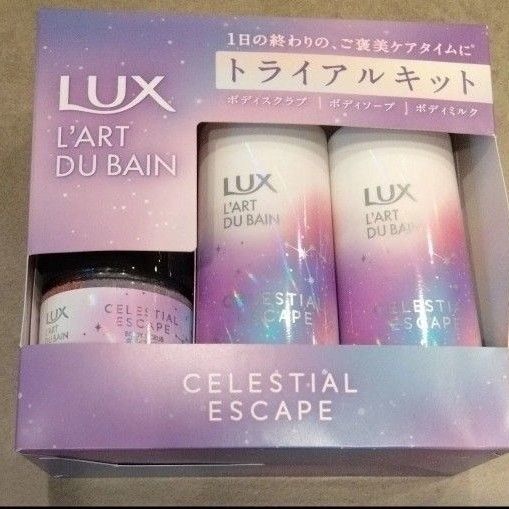 LUX
L'ART
DU BAIN
1日の終わりの、ご褒美ケアタイムに
トライアルキット
ボディスクラブ | ボディソープ | ボディミルク
LUX
L'ART
DU BAIN
CELESTIAL
ESCAPE
LUX
L'ART
DU BAIN
CELESTIAL
ESCAPE
LUX
L'ART
DU BAIN
CELESTIAL
ESCAPE
CELESTIAL
ESCAPE